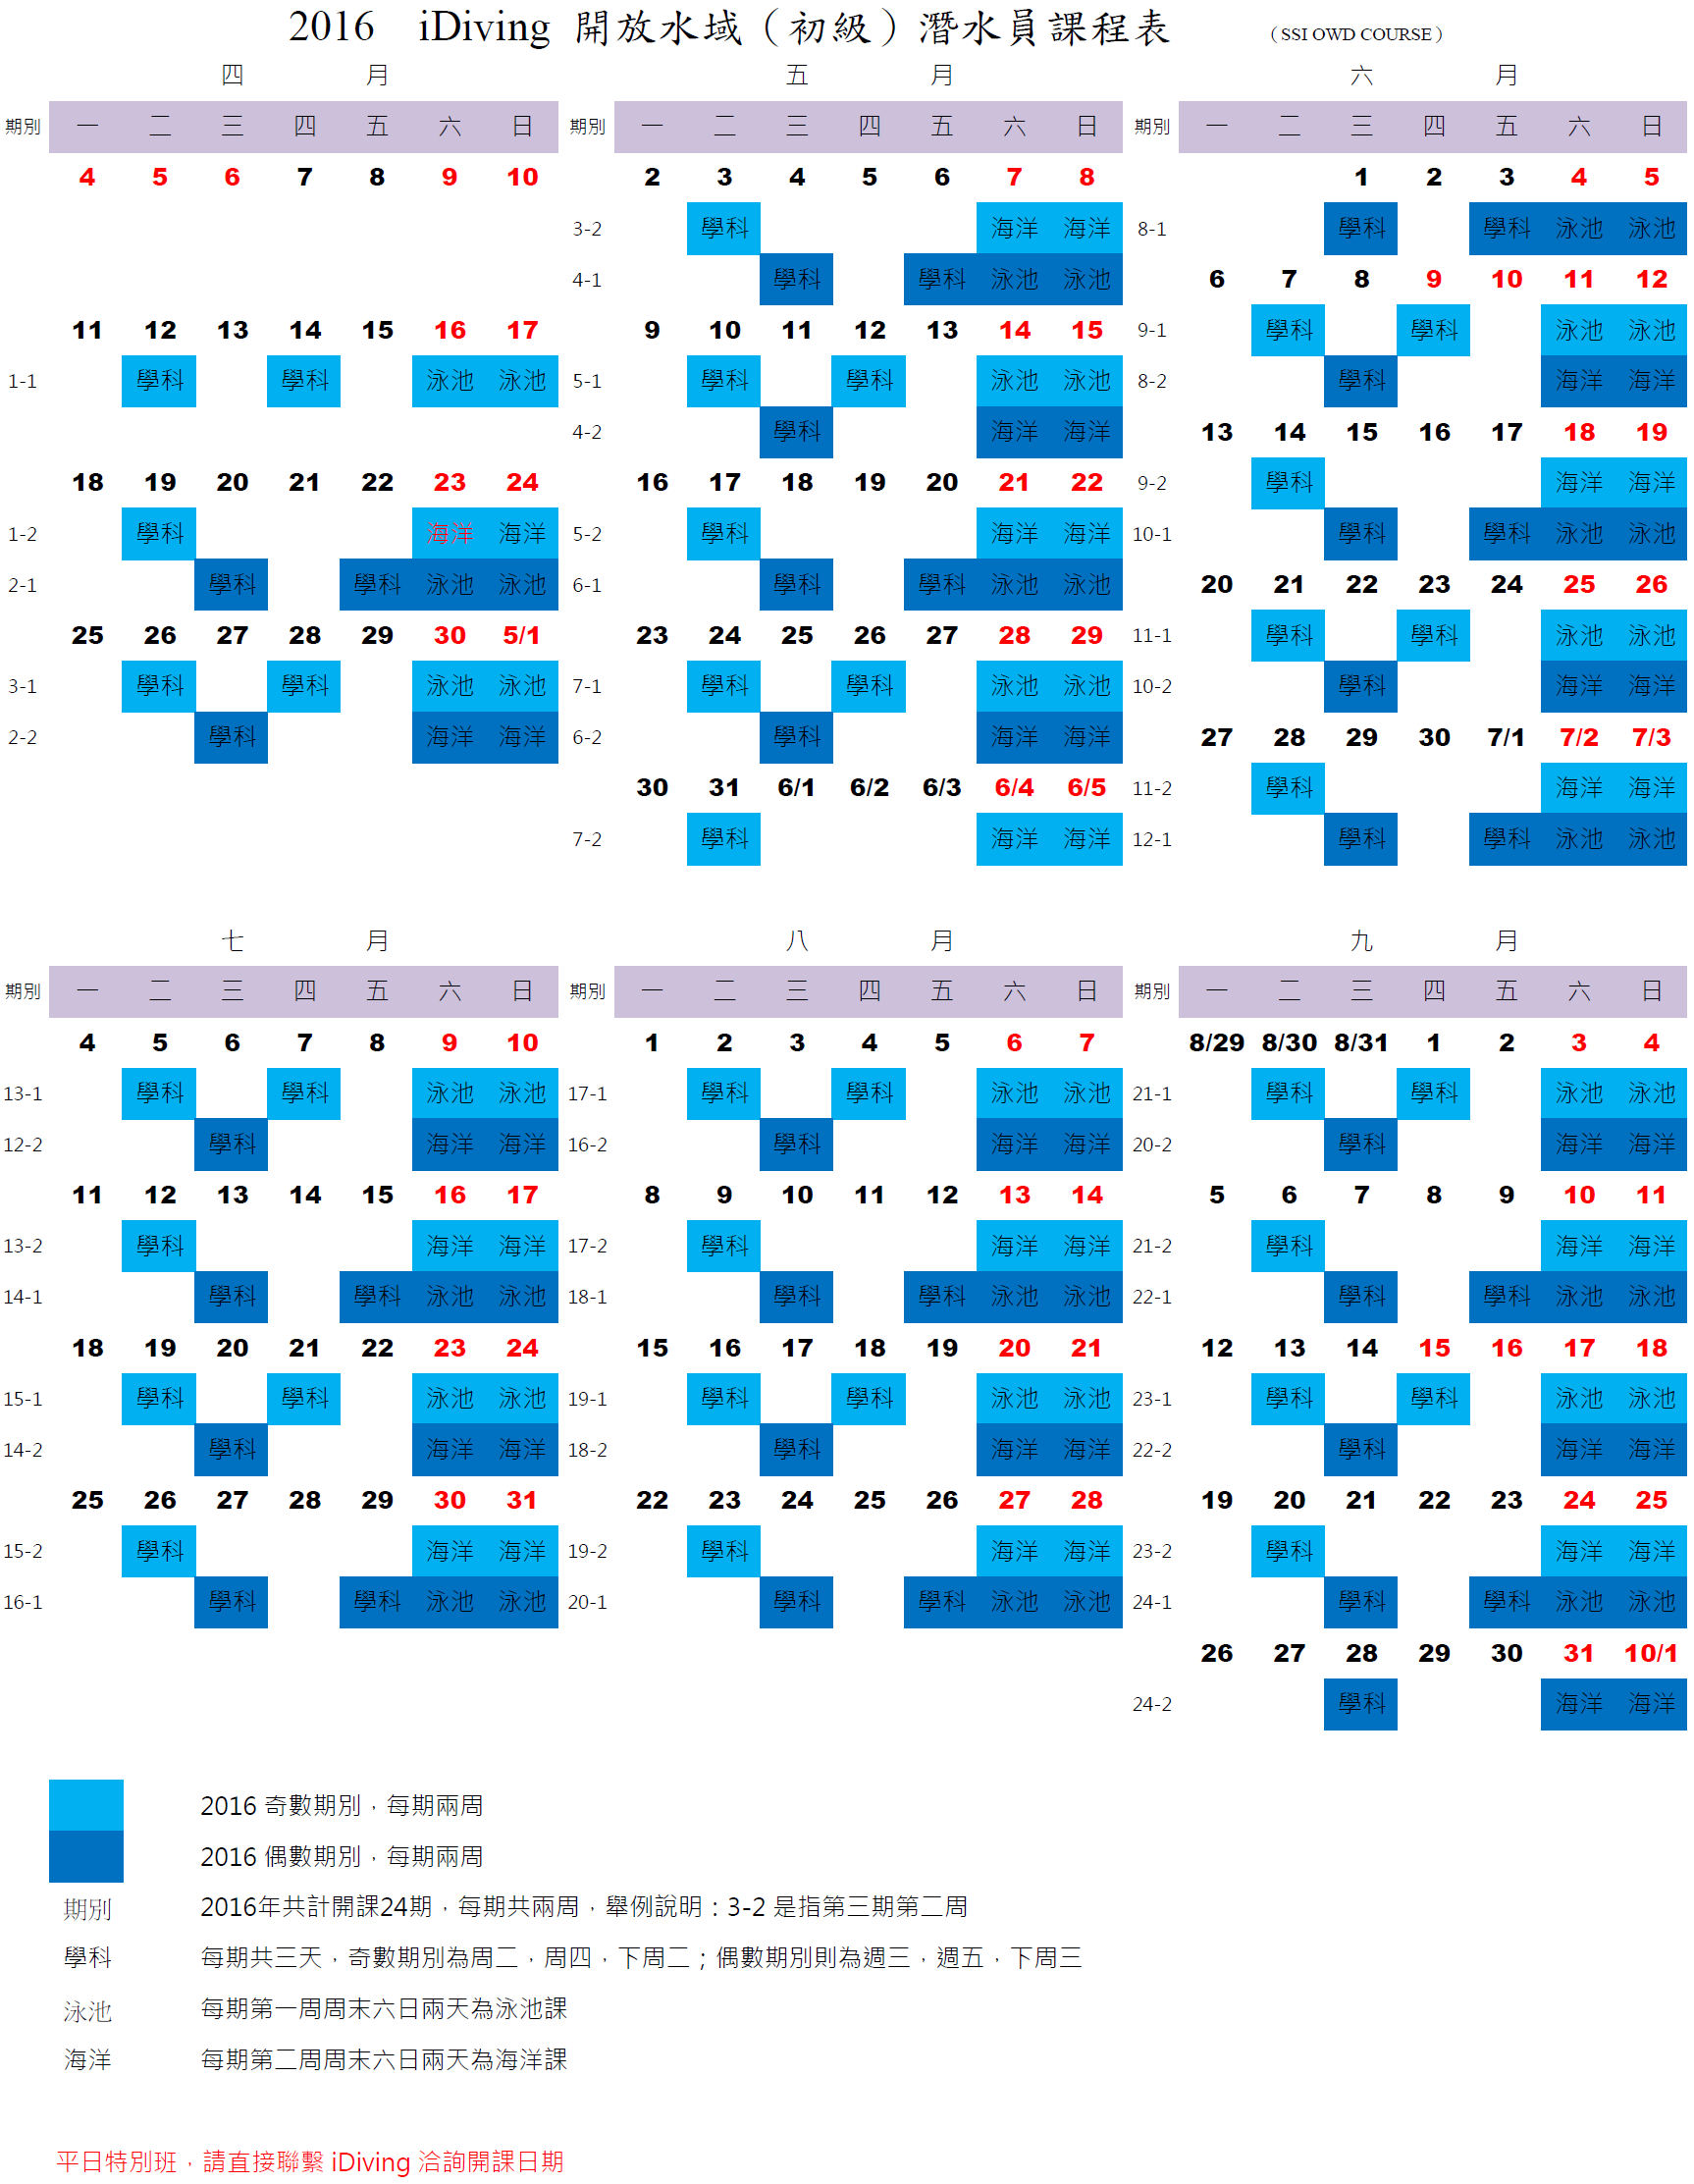 2016 iDiving 開放水域（初級）潛水員課程表 （SSI OWD COURSE）
四 月
期別 一 二 三 四 五 六 日
4 5 6 7 8 9 10
11 12 13 14 15 16 17
1-1 學科 學科 泳池 泳池
18 19 20 21 22 23 24
1-2 學科 海洋 海洋
2-1 學科 學科 泳池 泳池
25 26 27 28 29 30 5/1
3-1 學科 學科 泳池 泳池
2-2 學科 海洋 海洋
五 月
期別 一 二 三 四 五 六 日
2 3 4 5 6 7 8
3-2 學科 海洋 海洋
4-1 學科 學科 泳池 泳池
9 10 11 12 13 14 15
5-1 學科 學科 泳池 泳池
4-2 學科 海洋 海洋
16 17 18 19 20 21 22
5-2 學科 海洋 海洋
6-1 學科 學科 泳池 泳池
23 24 25 26 27 28 29
7-1 學科 學科 泳池 泳池
6-2 學科 海洋 海洋
30 31 6/1 6/2 6/3 6/4 6/5
7-2 學科 海洋 海洋
六 月
期別 一 二 三 四 五 六 日
1 2 3 4 5
8-1 學科 學科 泳池 泳池
6 7 8 9 10 11 12
9-1 學科 學科 泳池 泳池
8-2 學科 海洋 海洋
13 14 15 16 17 18 19
9-2 學科 海洋 海洋
10-1 學科 學科 泳池 泳池
20 21 22 23 24 25 26
11-1 學科 學科 泳池 泳池
10-2 學科 海洋 海洋
27 28 29 30 7/1 7/2 7/3
11-2 學科 海洋 海洋
12-1 學科 學科 泳池 泳池
七 月
期別 一 二 三 四 五 六 日
4 5 6 7 8 9 10
13-1 學科 學科 泳池 泳池
12-2 學科 海洋 海洋
11 12 13 14 15 16 17
13-2 學科 海洋 海洋
14-1 學科 學科 泳池 泳池
18 19 20 21 22 23 24
15-1 學科 學科 泳池 泳池
14-2 學科 海洋 海洋
25 26 27 28 29 30 31
15-2 學科 海洋 海洋
16-1 學科 學科 泳池 泳池
八 月
期別 一 二 三 四 五 六 日
1 2 3 4 5 6 7
17-1 學科 學科 泳池 泳池
16-2 學科 海洋 海洋
8 9 10 11 12 13 14
17-2 學科 海洋 海洋
18-1 學科 學科 泳池 泳池
15 16 17 18 19 20 21
19-1 學科 學科 泳池 泳池
18-2 學科 海洋 海洋
22 23 24 25 26 27 28
19-2 學科 海洋 海洋
20-1 學科 學科 泳池 泳池
九 月
期別 一 二 三 四 五 六 日
8/29 8/30 8/31 1 2 3 4
21-1 學科 學科 泳池 泳池
20-2 學科 海洋 海洋
5 6 7 8 9 10 11
21-2 學科 海洋 海洋
22-1 學科 學科 泳池 泳池
12 13 14 15 16 17 18
23-1 學科 學科 泳池 泳池
22-2 學科 海洋 海洋
19 20 21 22 23 24 25
23-2 學科 海洋 海洋
24-1 學科 學科 泳池 泳池
26 27 28 29 30 31 10/1
24-2 學科 海洋 海洋
2016 奇數期別，每期兩周
2016 偶數期別，每期兩周
期別 2016年共計開課24期，每期共兩周，舉例說明：3-2 是指第三期第二周
學科 每期共三天，奇數期別為周二，周四，下周二；偶數期別則為週三，週五，下周三
泳池 每期第一周周末六日兩天為泳池課
海洋 每期第二周周末六日兩天為海洋課
平日特別班，請直接聯繫 iDiving 洽詢開課日期